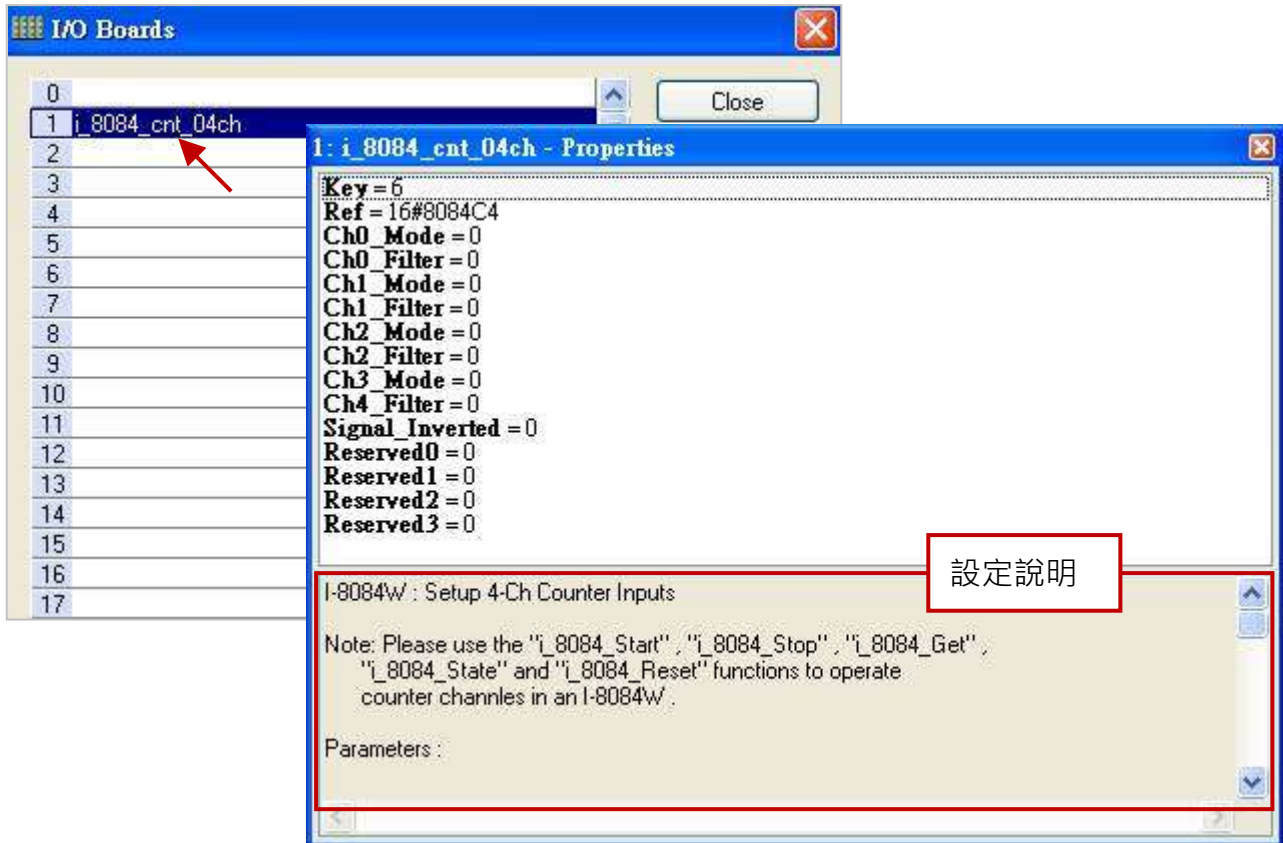 I/O Boards
0
Close
1 i_8084_cnt_04ch
2
3
4
5
6
7
8
9
10
11
12
13
14
15
16
17
1: i_8084_cnt_04ch - Properties
Key = 6
Ref = 16#8084C4
Ch0_Mode = 0
Ch0_Filter = 0
Ch1_Mode = 0
Ch1_Filter = 0
Ch2_Mode = 0
Ch2_Filter = 0
Ch3_Mode = 0
Ch4_Filter = 0
Signal_Inverted = 0
Reserved0 = 0
Reserved1 = 0
Reserved2 = 0
Reserved3 = 0
設定說明
I-8084W : Setup 4-Ch Counter Inputs
Note: Please use the "i_8084_Start" , "i_8084_Stop" , "i_8084_Get" ,
"i_8084_State" and "i_8084_Reset" functions to operate
counter channles in an I-8084W .
Parameters :